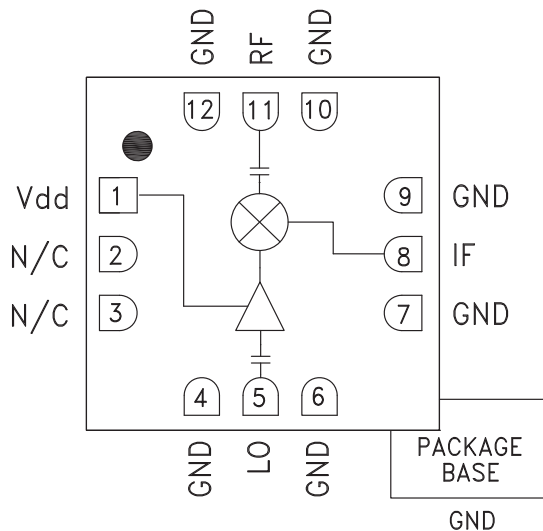 GND RF GND
12 11 10
Vdd 1 9 GND
N/C 2 8 IF
N/C 3 7 GND
4 5 6
GND LO GND
PACKAGE
BASE
GND